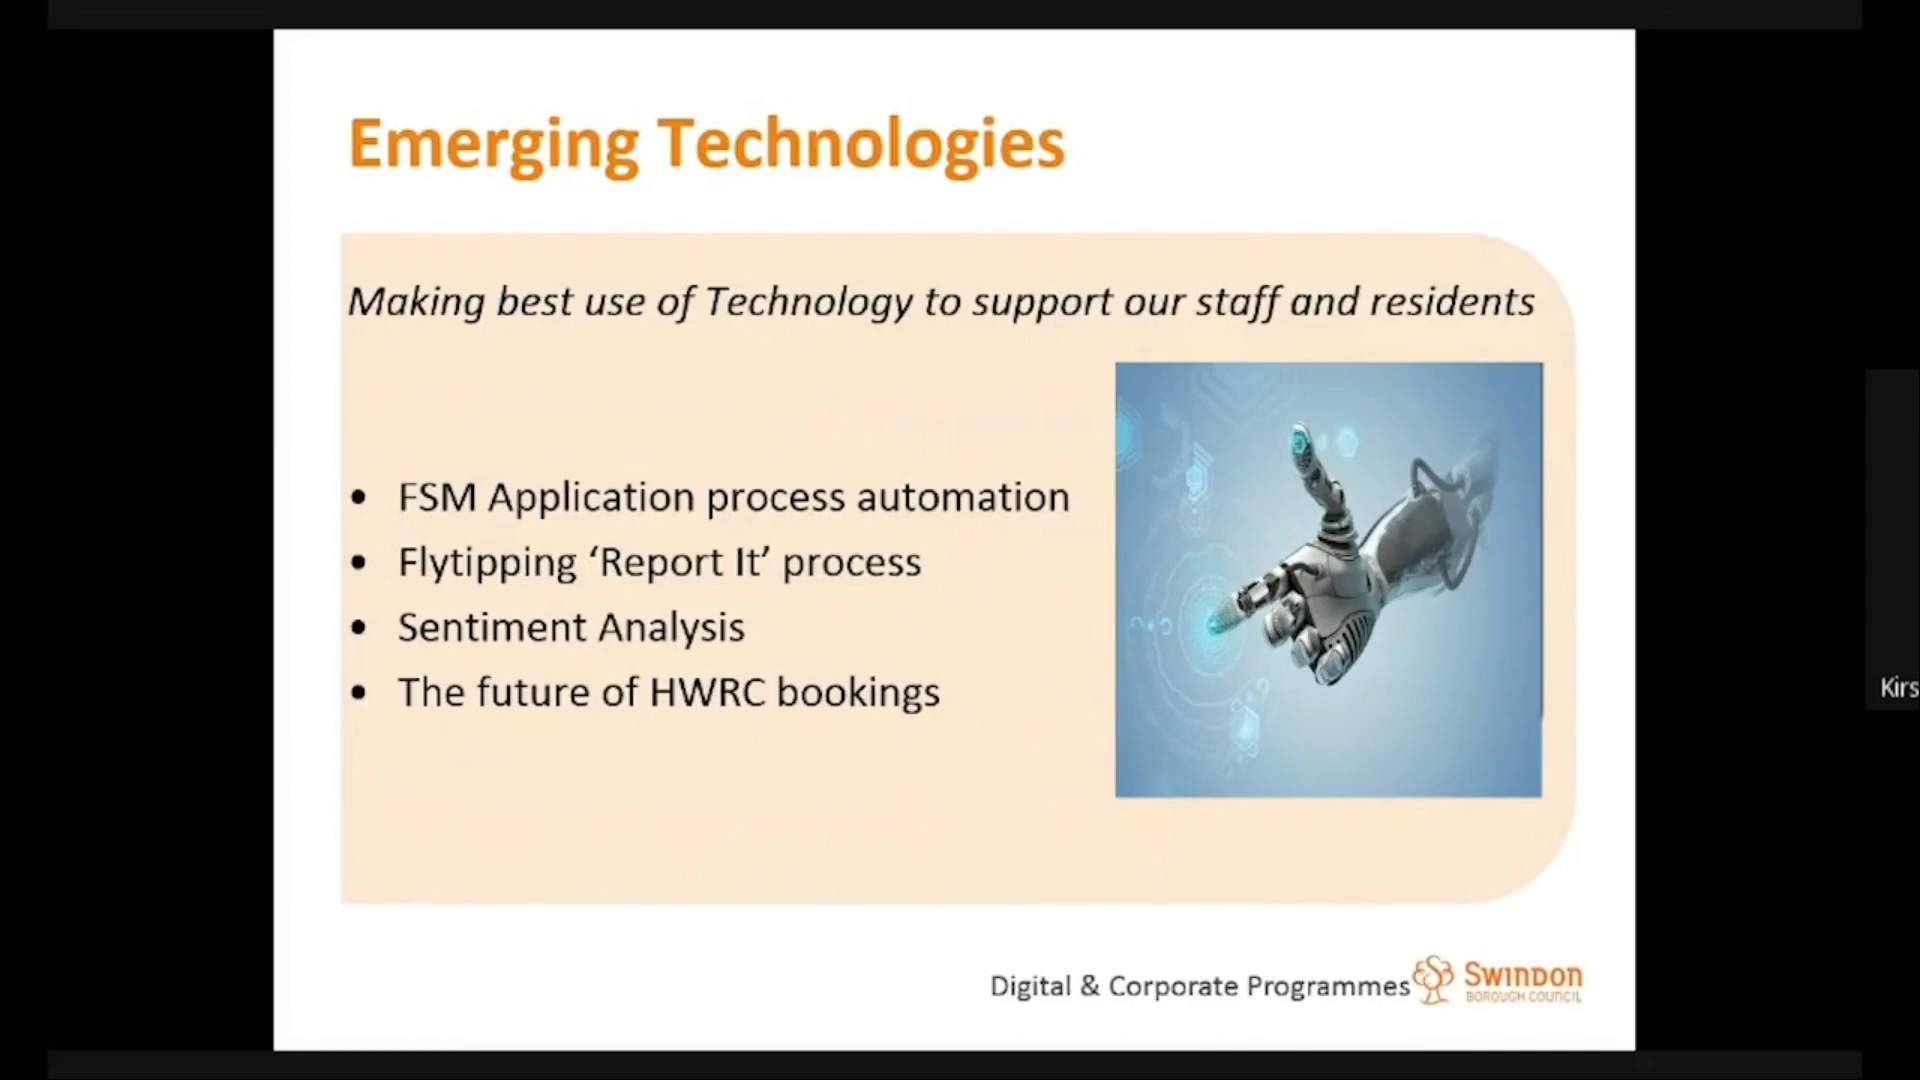 Emerging Technologies
Making best use of Technology to support our staff and residents
• FSM Application process automation
• Flytipping ‘Report It’ process
• Sentiment Analysis
• The future of HWRC bookings
Digital & Corporate Programmes
Swindon
BOROUGH COUNCIL
Kirs